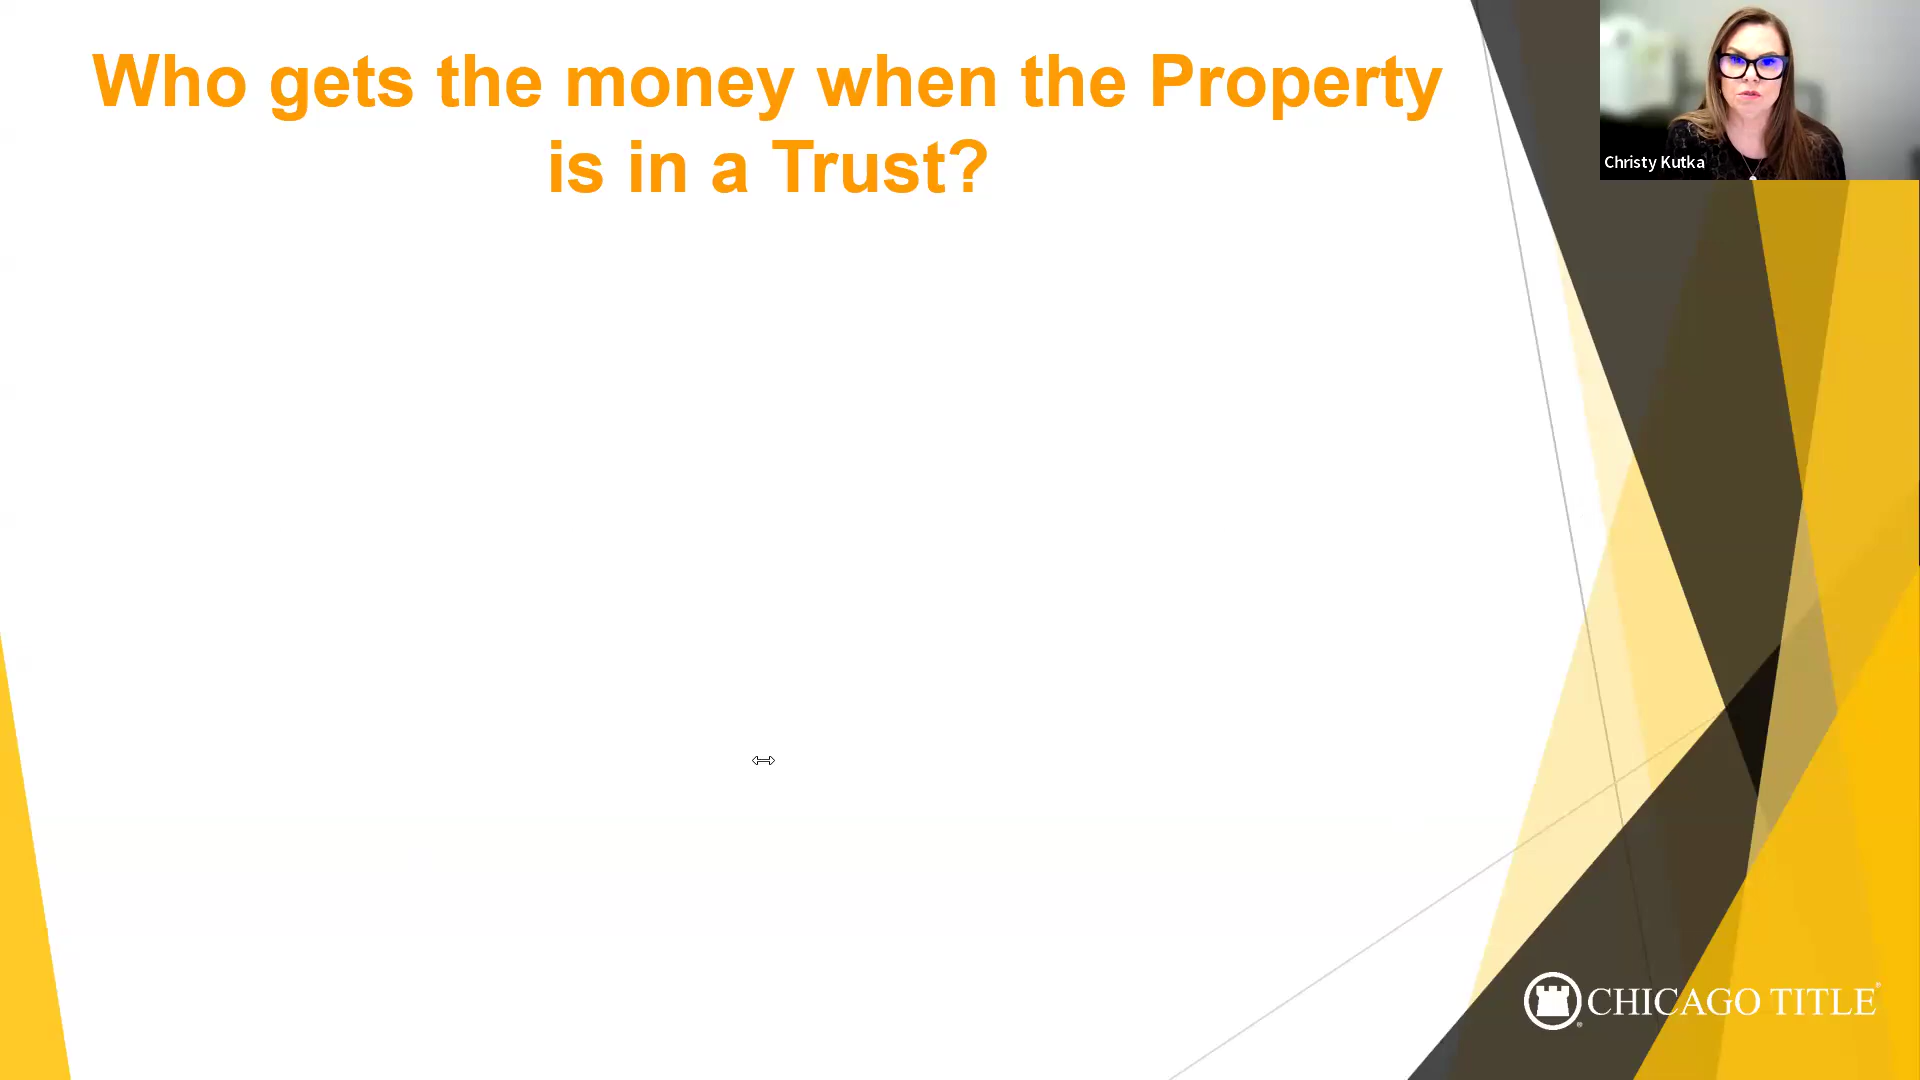 Who gets the money when the Property
is in a Trust?
Christy Kutka
CHICAGO TITLE®